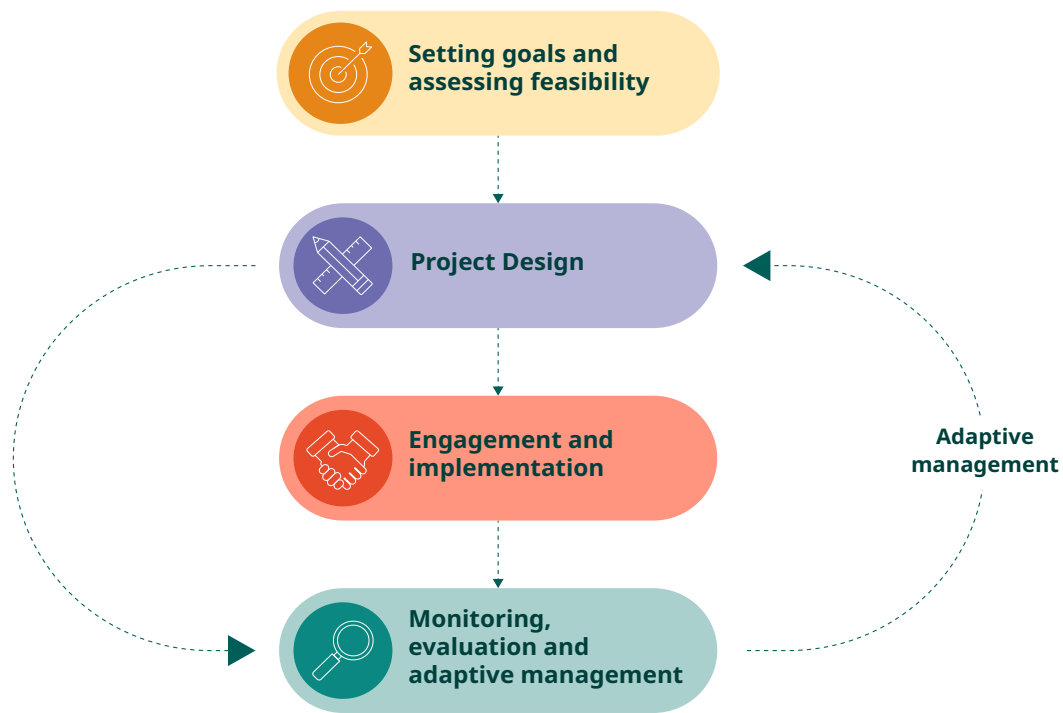 Setting goals and
assessing feasibility
Project Design
Engagement and
implementation
Adaptive
management
Monitoring,
evaluation and
adaptive management